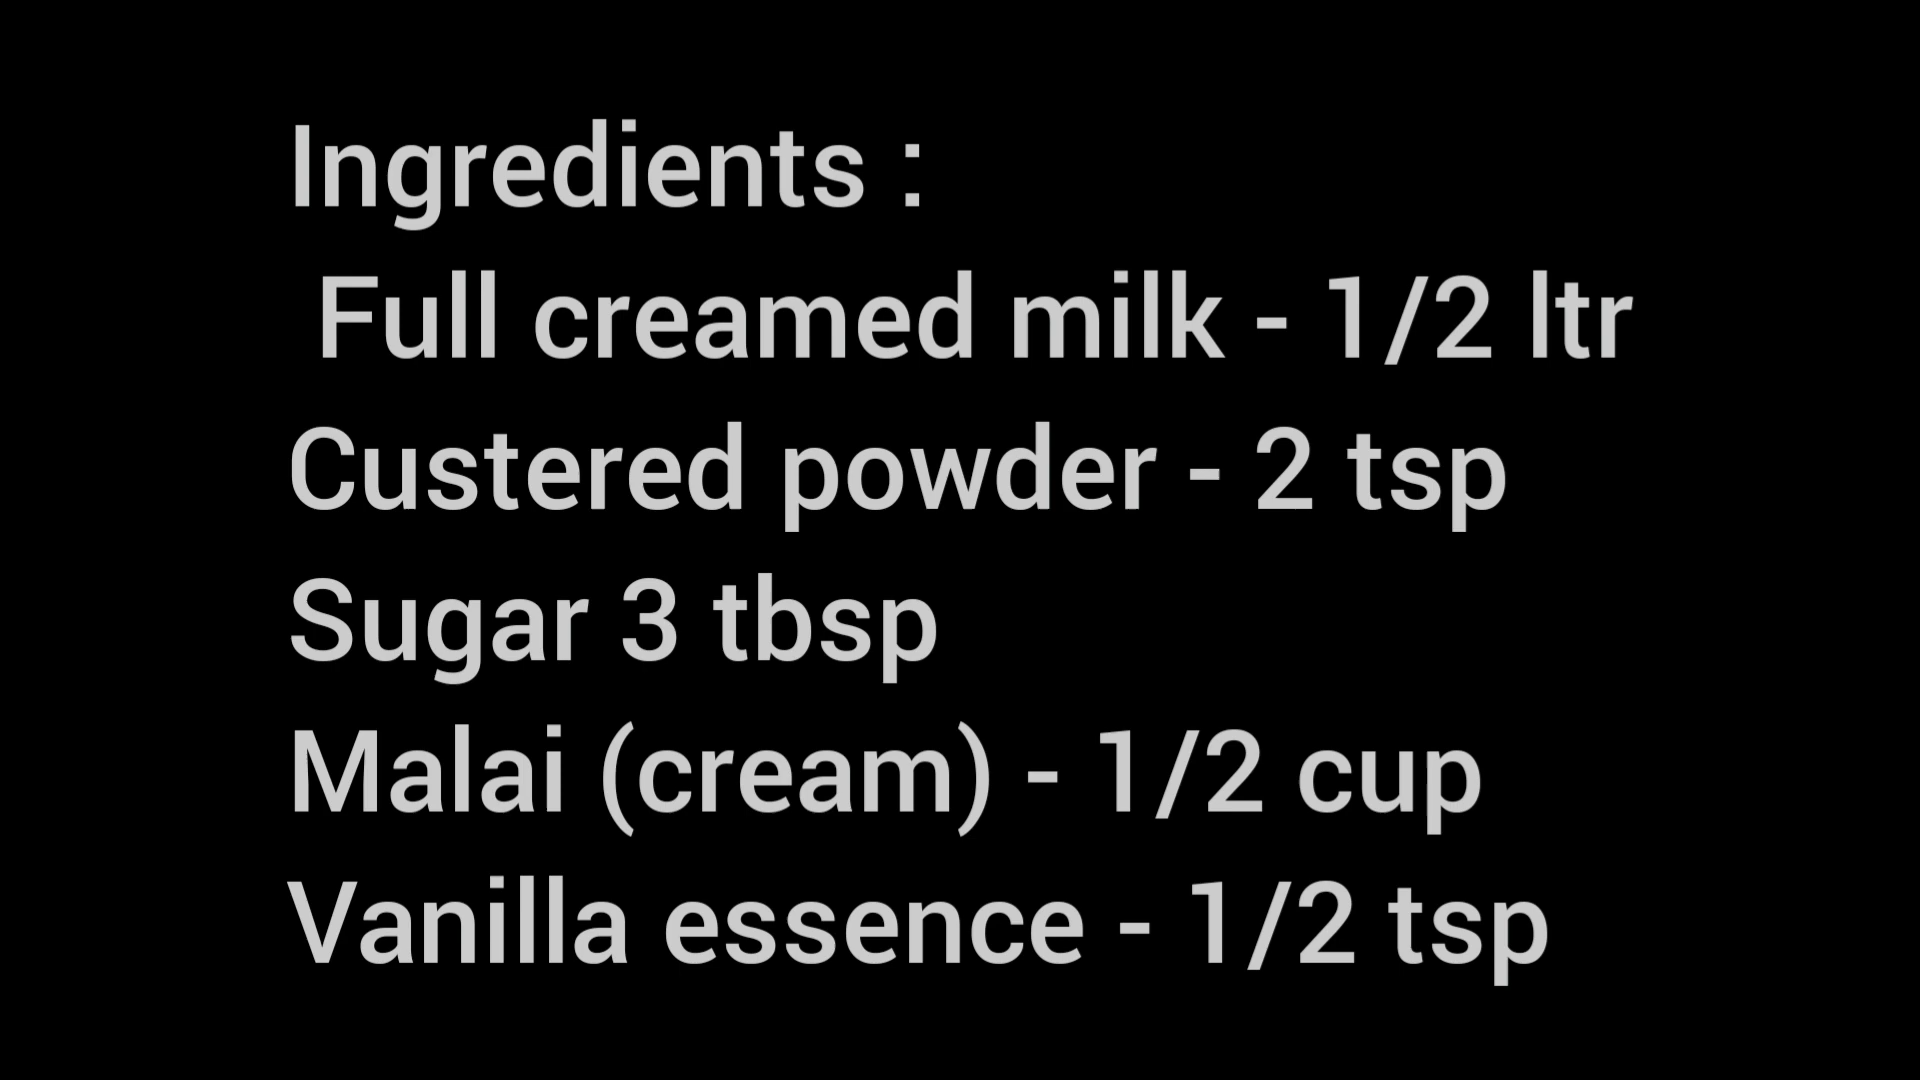 Ingredients :
Full creamed milk - 1/2 ltr
Custered powder - 2 tsp
Sugar 3 tbsp
Malai (cream) - 1/2 cup
Vanilla essence - 1/2 tsp